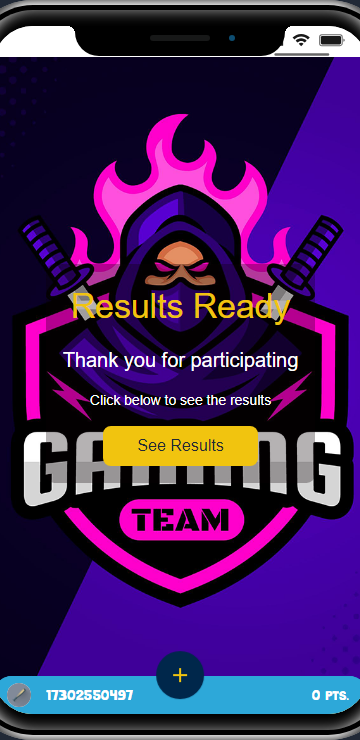 Results Ready
Thank you for participating
Click below to see the results
See Results
GAMING
TEAM
+
17302550497
0 PTS.